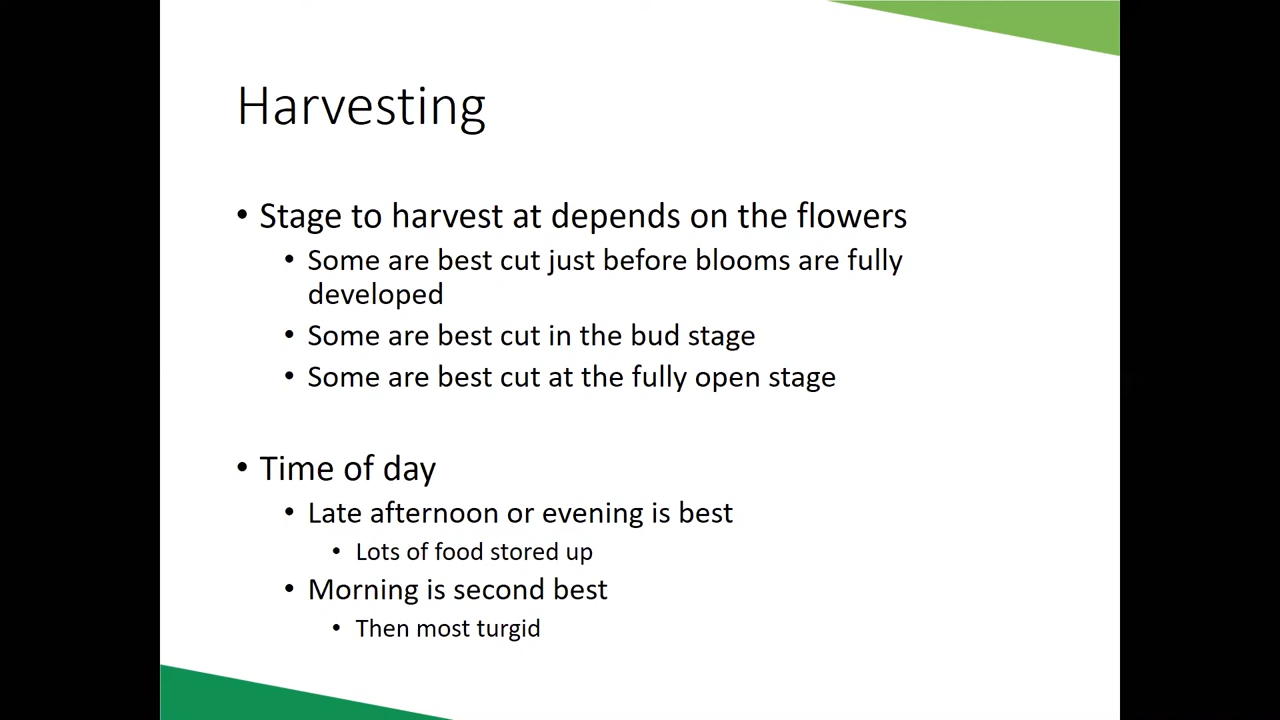 Harvesting
• Stage to harvest at depends on the flowers
• Some are best cut just before blooms are fully
developed
• Some are best cut in the bud stage
• Some are best cut at the fully open stage
• Time of day
• Late afternoon or evening is best
• Lots of food stored up
• Morning is second best
• Then most turgid